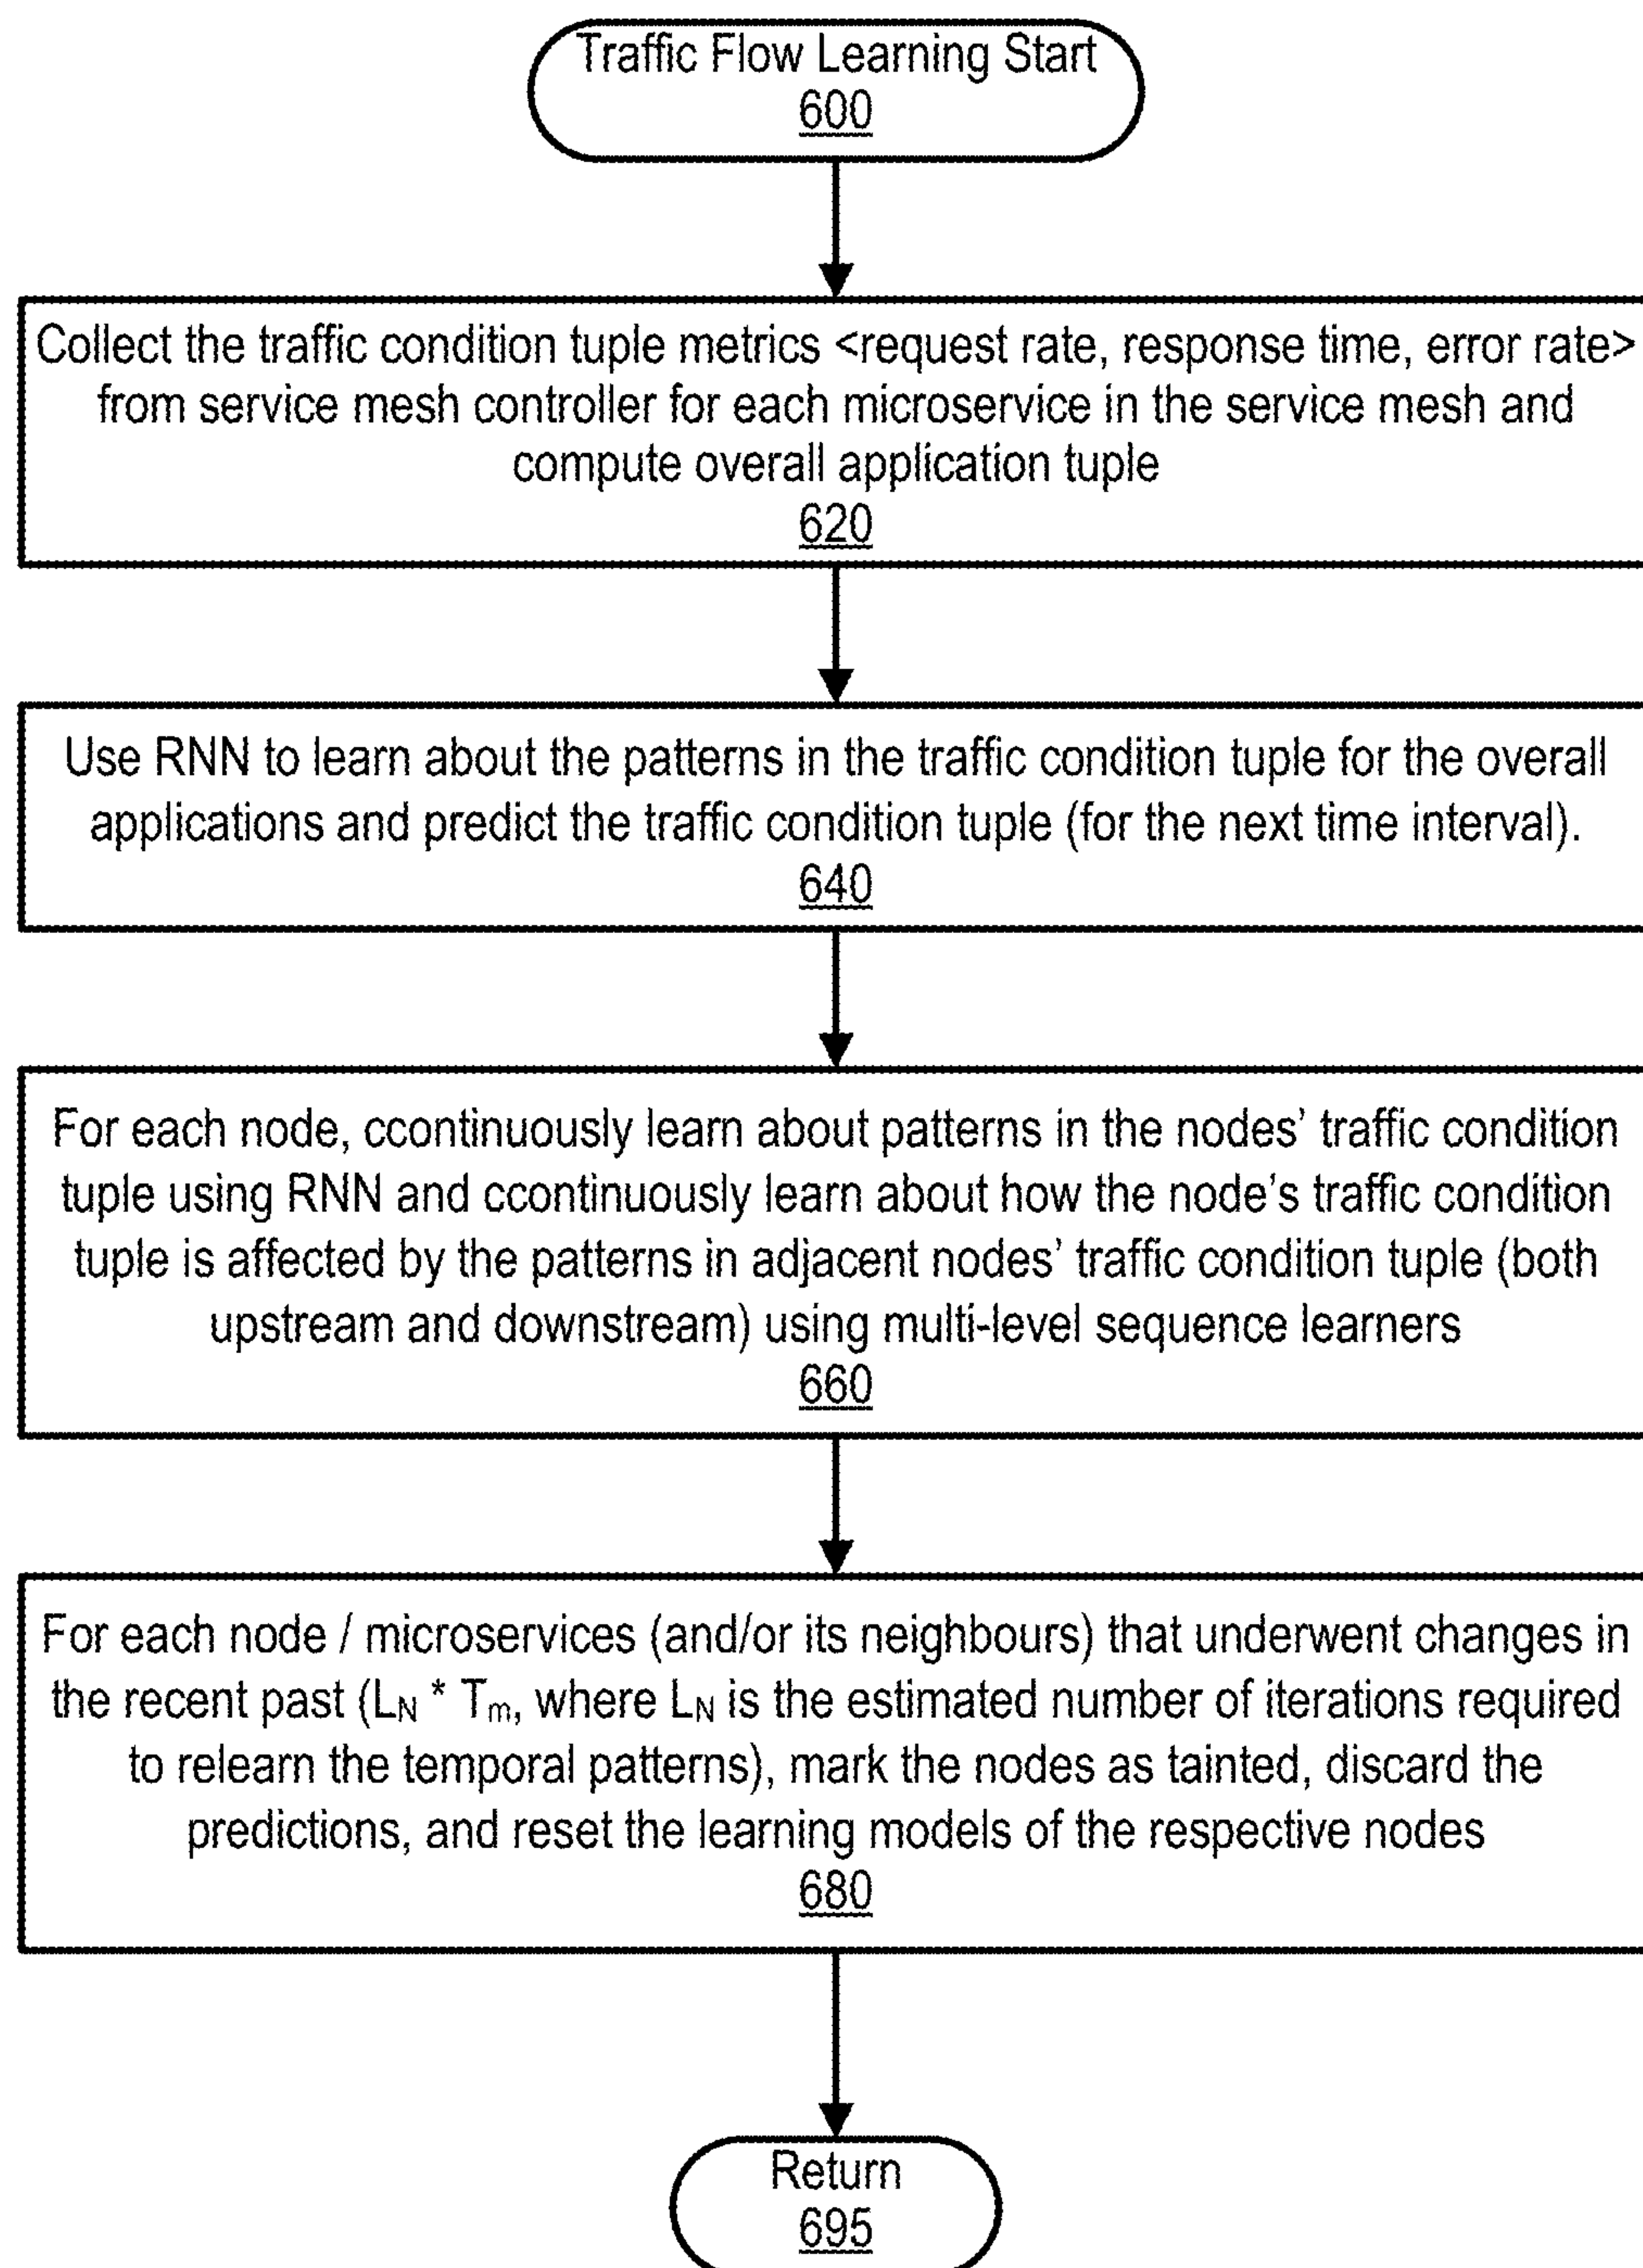 Traffic Flow Learning Start
600
Collect the traffic condition tuple metrics <request rate, response time, error rate>
from service mesh controller for each microservice in the service mesh and
compute overall application tuple
620
Use RNN to learn about the patterns in the traffic condition tuple for the overall
applications and predict the traffic condition tuple (for the next time interval).
640
For each node, ccontinuously learn about patterns in the nodes’ traffic condition
tuple using RNN and ccontinuously learn about how the node’s traffic condition
tuple is affected by the patterns in adjacent nodes’ traffic condition tuple (both
upstream and downstream) using multi-level sequence learners
660
For each node / microservices (and/or its neighbours) that underwent changes in
the recent past (L_N * T_m, where L_N is the estimated number of iterations required
to relearn the temporal patterns), mark the nodes as tainted, discard the
predictions, and reset the learning models of the respective nodes
680
Return
695